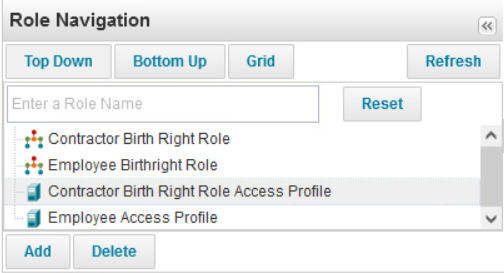 Role Navigation
Top Down Bottom Up Grid Refresh
Enter a Role Name Reset
Contractor Birth Right Role
Employee Birthright Role
Contractor Birth Right Role Access Profile
Employee Access Profile
Add Delete